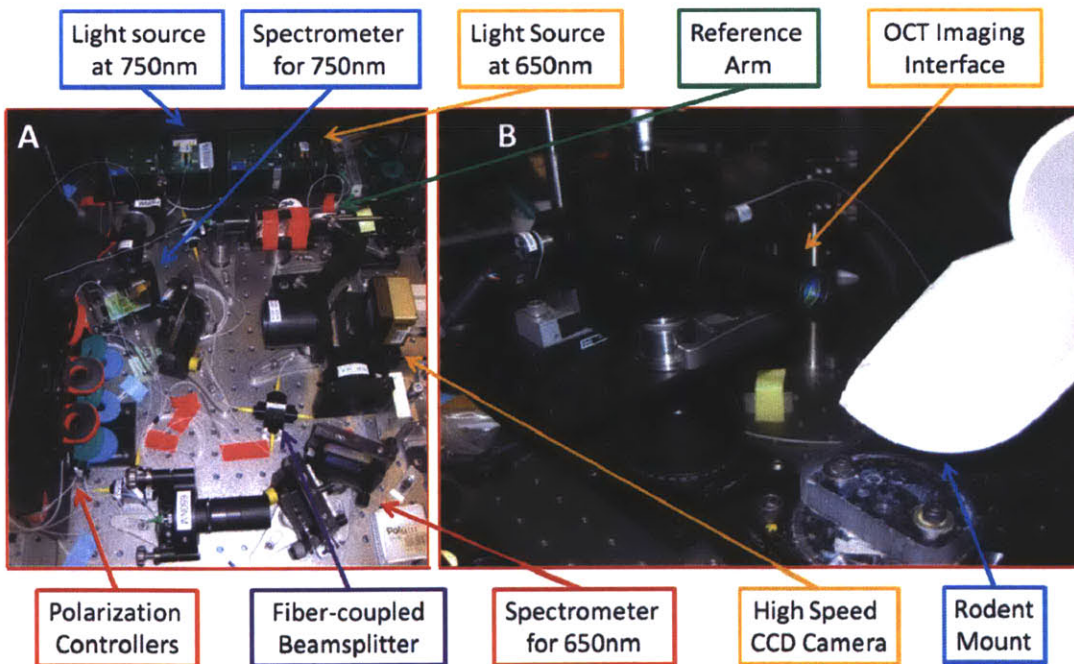 Light source
at 750nm
Spectrometer
for 750nm
Light Source
at 650nm
Reference
Arm
OCT Imaging
Interface
A
B
Polarization
Controllers
Fiber-coupled
Beamsplitter
Spectrometer
for 650nm
High Speed
CCD Camera
Rodent
Mount